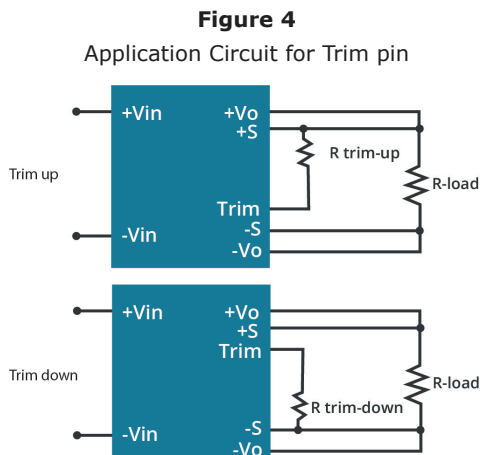 Figure 4
Application Circuit for Trim pin
+Vin
+Vo
+S
R trim-up
Trim up
R-load
Trim
-S
-Vin
-Vo
+Vin
+Vo
+S
Trim
Trim down
R-load
R trim-down
-S
-Vin
-Vo